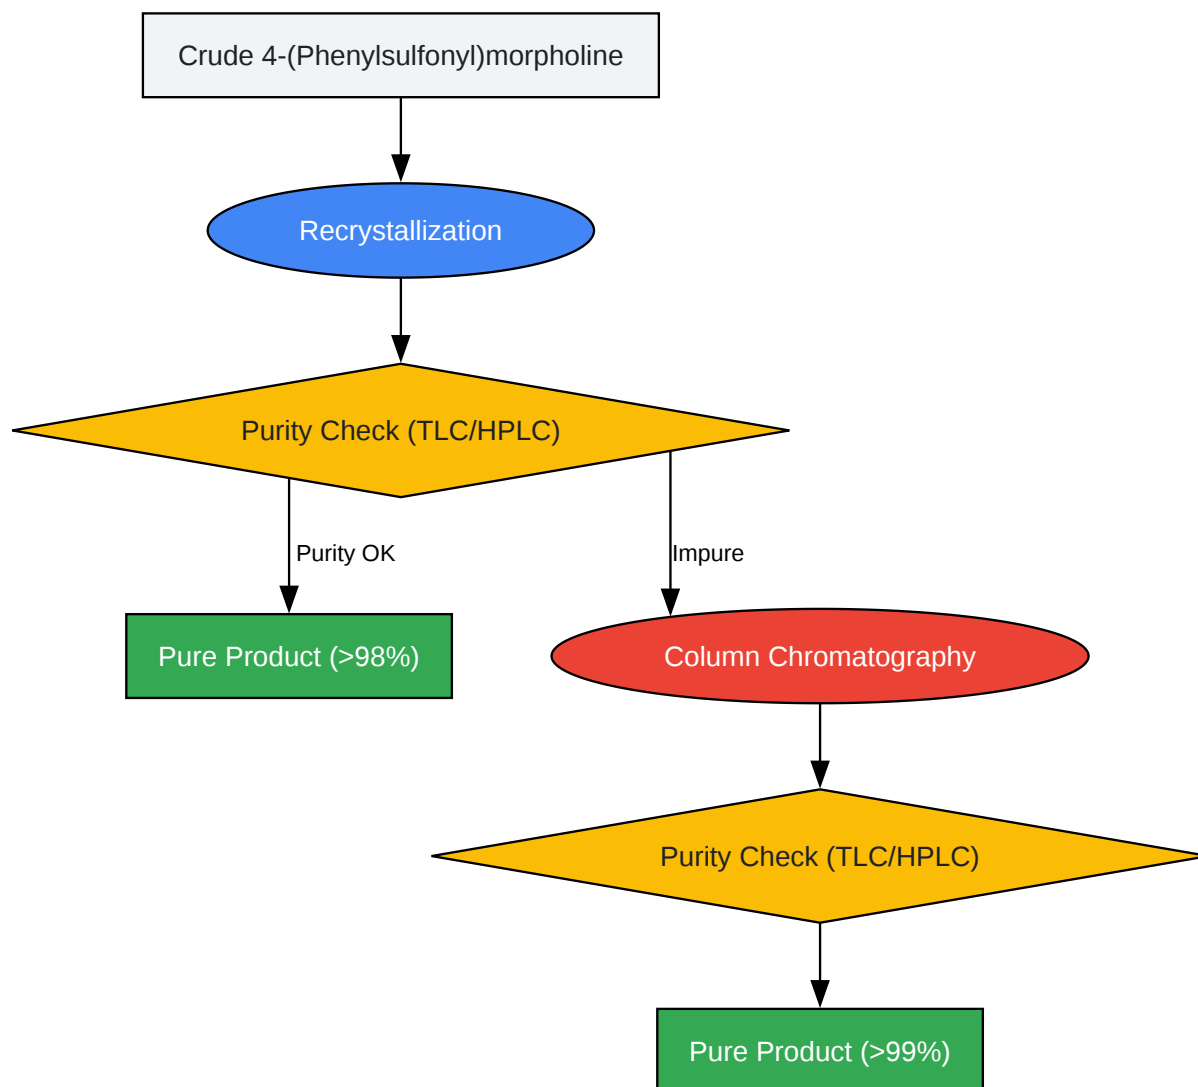 Crude 4-(Phenylsulfonyl)morpholine
Recrystallization
Purity Check (TLC/HPLC)
Purity OK
Impure
Pure Product (>98%)
Column Chromatography
Purity Check (TLC/HPLC)
Pure Product (>99%)